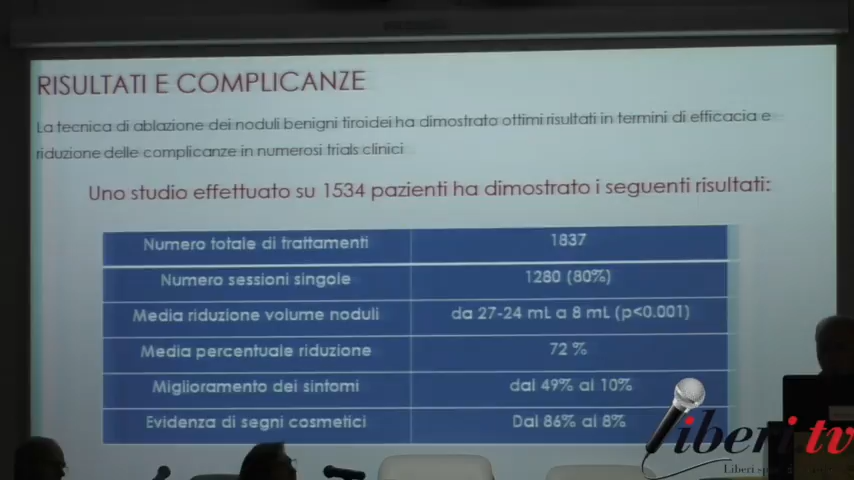 RISULTATI E COMPLICANZE
La tecnica di ablazione dei noduli benigni tiroidei ha dimostrato ottimi risultati in termini di efficacia e
riduzione delle complicanze in numerosi trials clinici
Uno studio effettuato su 1534 pazienti ha dimostrato i seguenti risultati:
Numero totale di trattamenti 1837
Numero sessioni singole 1280 (80%)
Media riduzione volume noduli da 27-24 mL a 8 mL (p<0.001)
Media percentuale riduzione 72 %
Miglioramento dei sintomi dal 49% al 10%
Evidenza di segni cosmetici Dal 86% al 8%
liberi.tv
Liberi